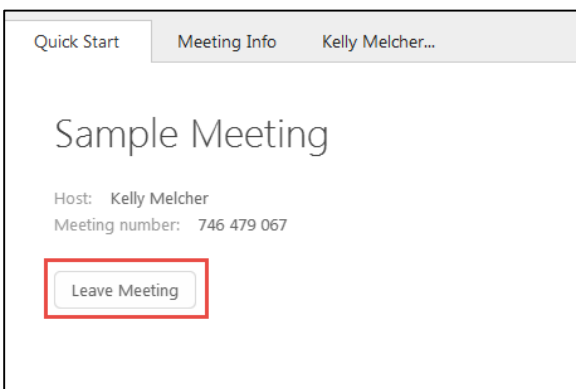 Quick Start Meeting Info Kelly Melcher...
Sample Meeting
Host: Kelly Melcher
Meeting number: 746 479 067
Leave Meeting